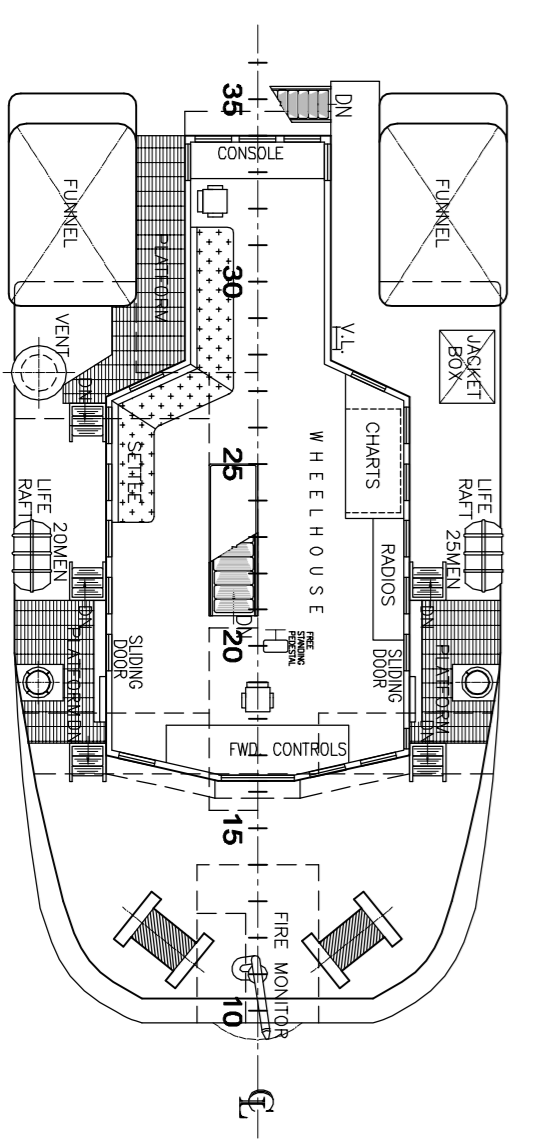 35
DN
CONSOLE
FUNNEL
FUNNEL
PLATFORM
30
VENT
V.L.
JACKET
BOX
DN
SETTEE
25
CHARTS
WHEELHOUSE
LIFE
RAFT
20MEN
LIFE
RAFT
25MEN
RADIOS
DN
DN
DN
20
FREE
STANDING
PEDESTAL
PLATFORM
SLIDING
DOOR
SLIDING
DOOR
PLATFORM
DN
DN
FWD. CONTROLS
15
FIRE MONITOR
10
CL